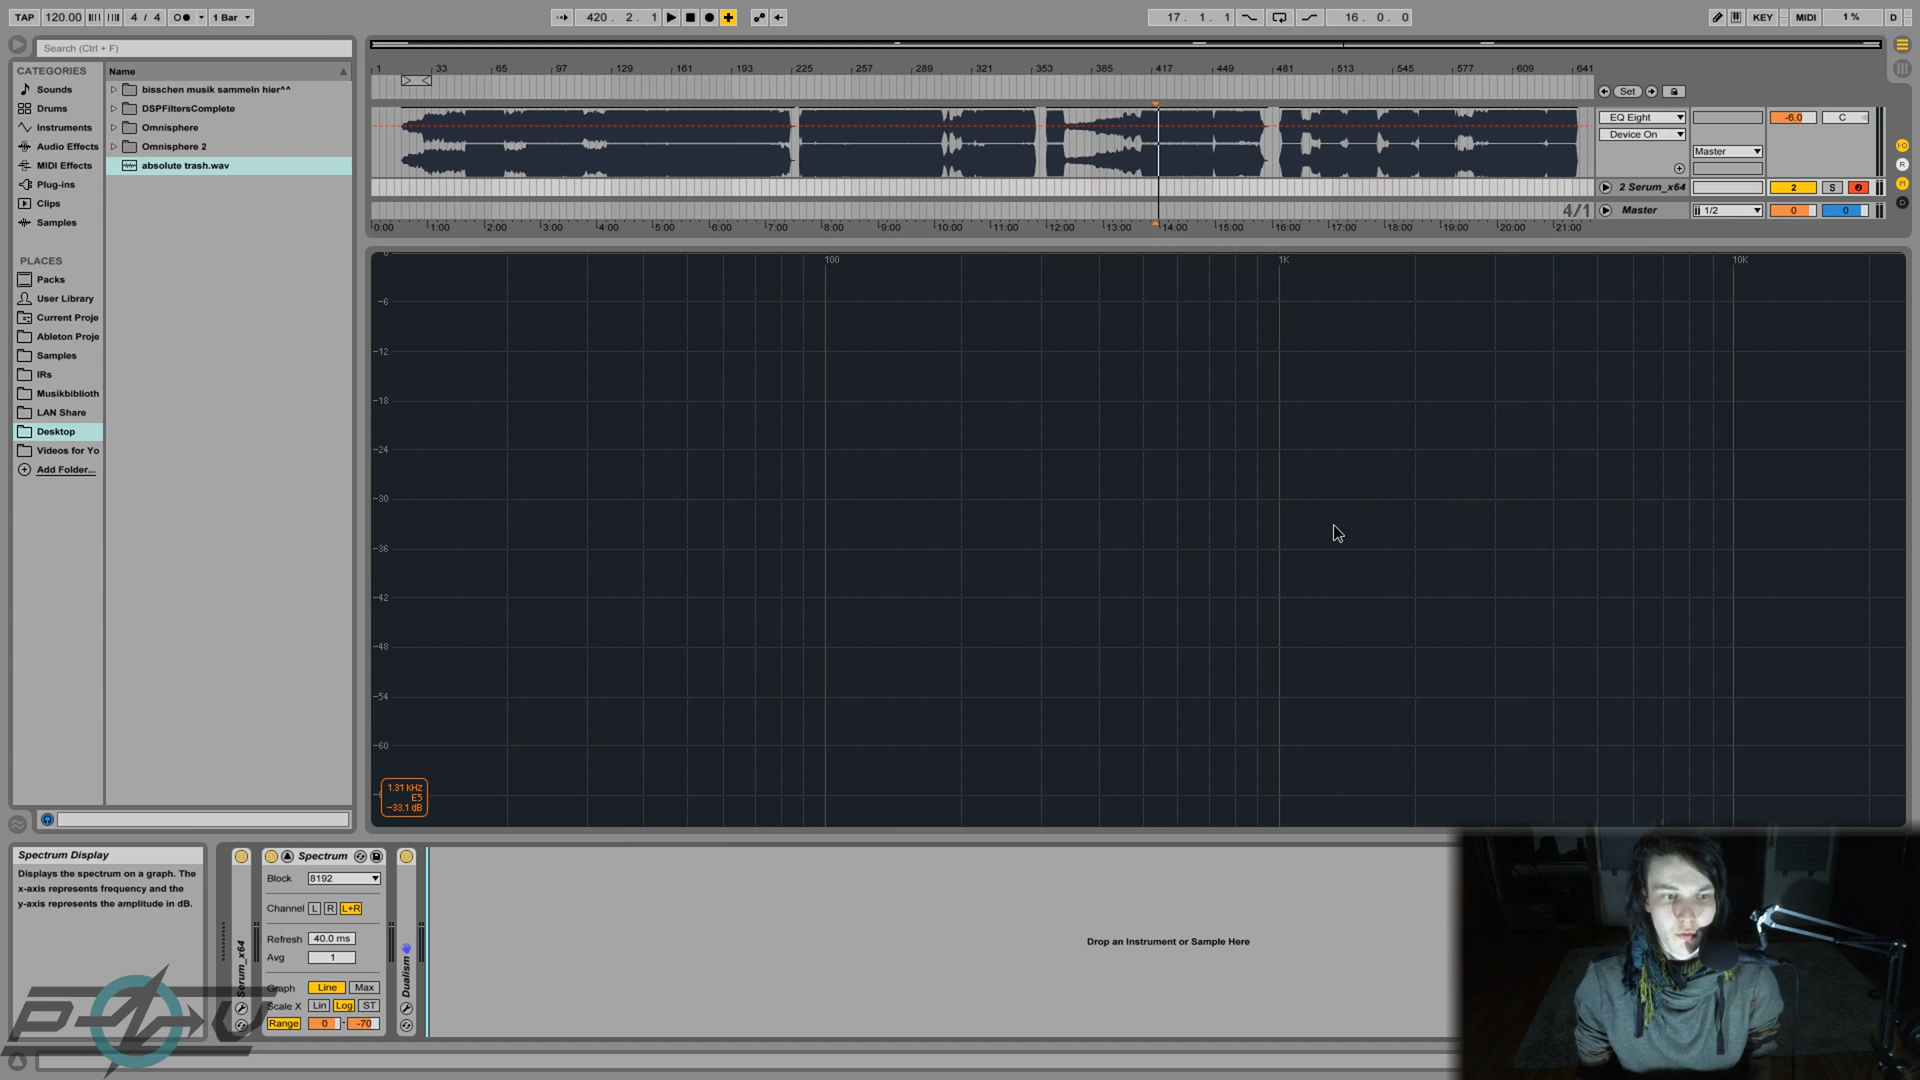 TAP 120.00 4 / 4 1 Bar 420 . 2 . 1 17 . 1 . 1 16 . 0 . 0 KEY MIDI 1 % D
Search (Ctrl + F)
CATEGORIES
Sounds
Drums
Instruments
Audio Effects
MIDI Effects
Plug-ins
Clips
Samples
PLACES
Packs
User Library
Current Proje
Ableton Proje
Samples
IRs
Musikbiblioth
LAN Share
Desktop
Videos for Yo
Add Folder...
Name
bisschen musik sammeln hier^^
DSPFiltersComplete
Omnisphere
Omnisphere 2
absolute trash.wav
1 33 65 97 129 161 193 225 257 289 321 353 385 417 449 481 513 545 577 609 641
Set
EQ Eight -6.0 C
Device On
Master
2 Serum_x64 2 S
4/1 Master 1/2 0 0
0:00 1:00 2:00 3:00 4:00 5:00 6:00 7:00 8:00 9:00 10:00 11:00 12:00 13:00 14:00 15:00 16:00 17:00 18:00 19:00 20:00 21:00
I·O
R
M
D
0 100 1K 10K
-6
-12
-18
-24
-30
-36
-42
-48
-54
-60
1.31 kHz
E5
-33.1 dB
Spectrum Display
Displays the spectrum on a graph. The
x-axis represents frequency and the
y-axis represents the amplitude in dB.
Serum_x64
Spectrum
Block 8192
Channel L R L+R
Refresh 40.0 ms
Avg 1
Graph Line Max
Scale X Lin Log ST
Range 0 - -70
Dualism
Drop an Instrument or Sample Here